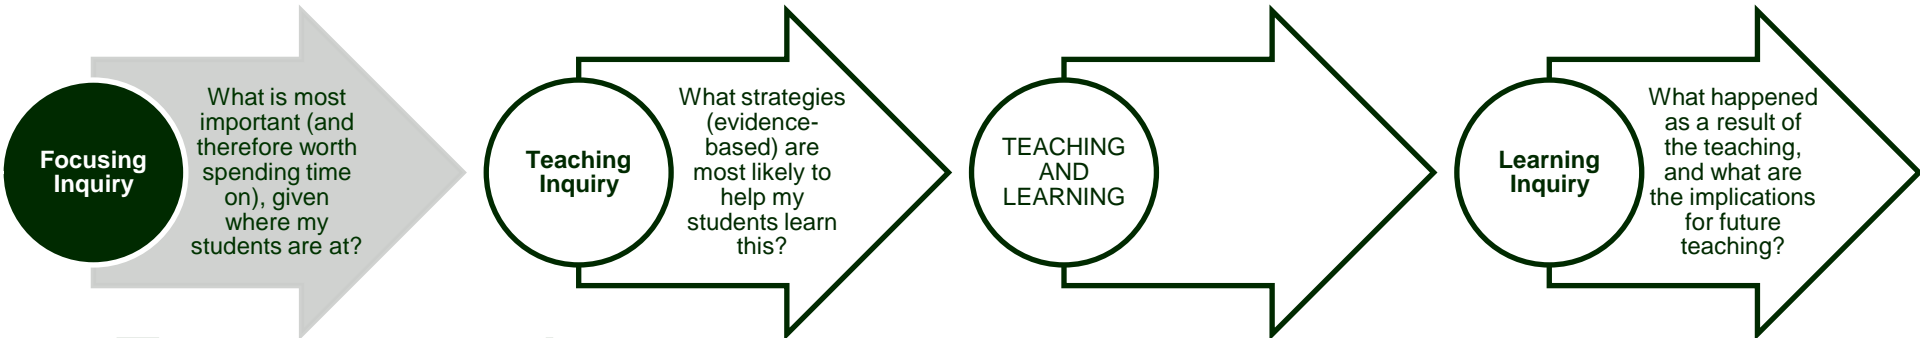 Focusing
Inquiry
What is most
important (and
therefore worth
spending time
on), given
where my
students are at?
Teaching
Inquiry
What strategies
(evidence-
based) are
most likely to
help my
students learn
this?
TEACHING
AND
LEARNING
Learning
Inquiry
What happened
as a result of
the teaching,
and what are
the implications
for future
teaching?